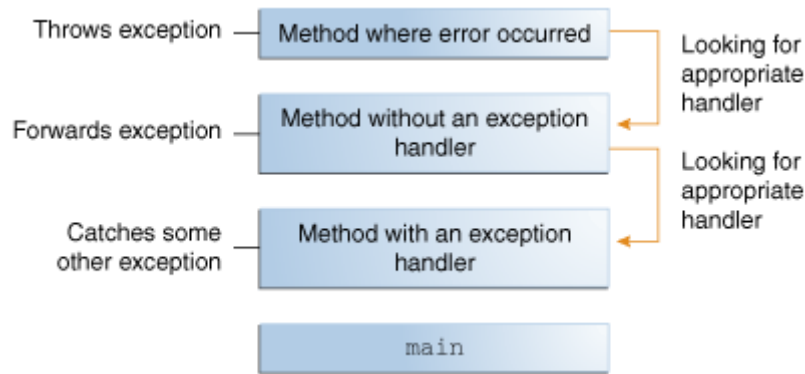 Throws exception
Method where error occurred
Looking for
appropriate
handler
Forwards exception
Method without an exception
handler
Looking for
appropriate
handler
Catches some
other exception
Method with an exception
handler
main